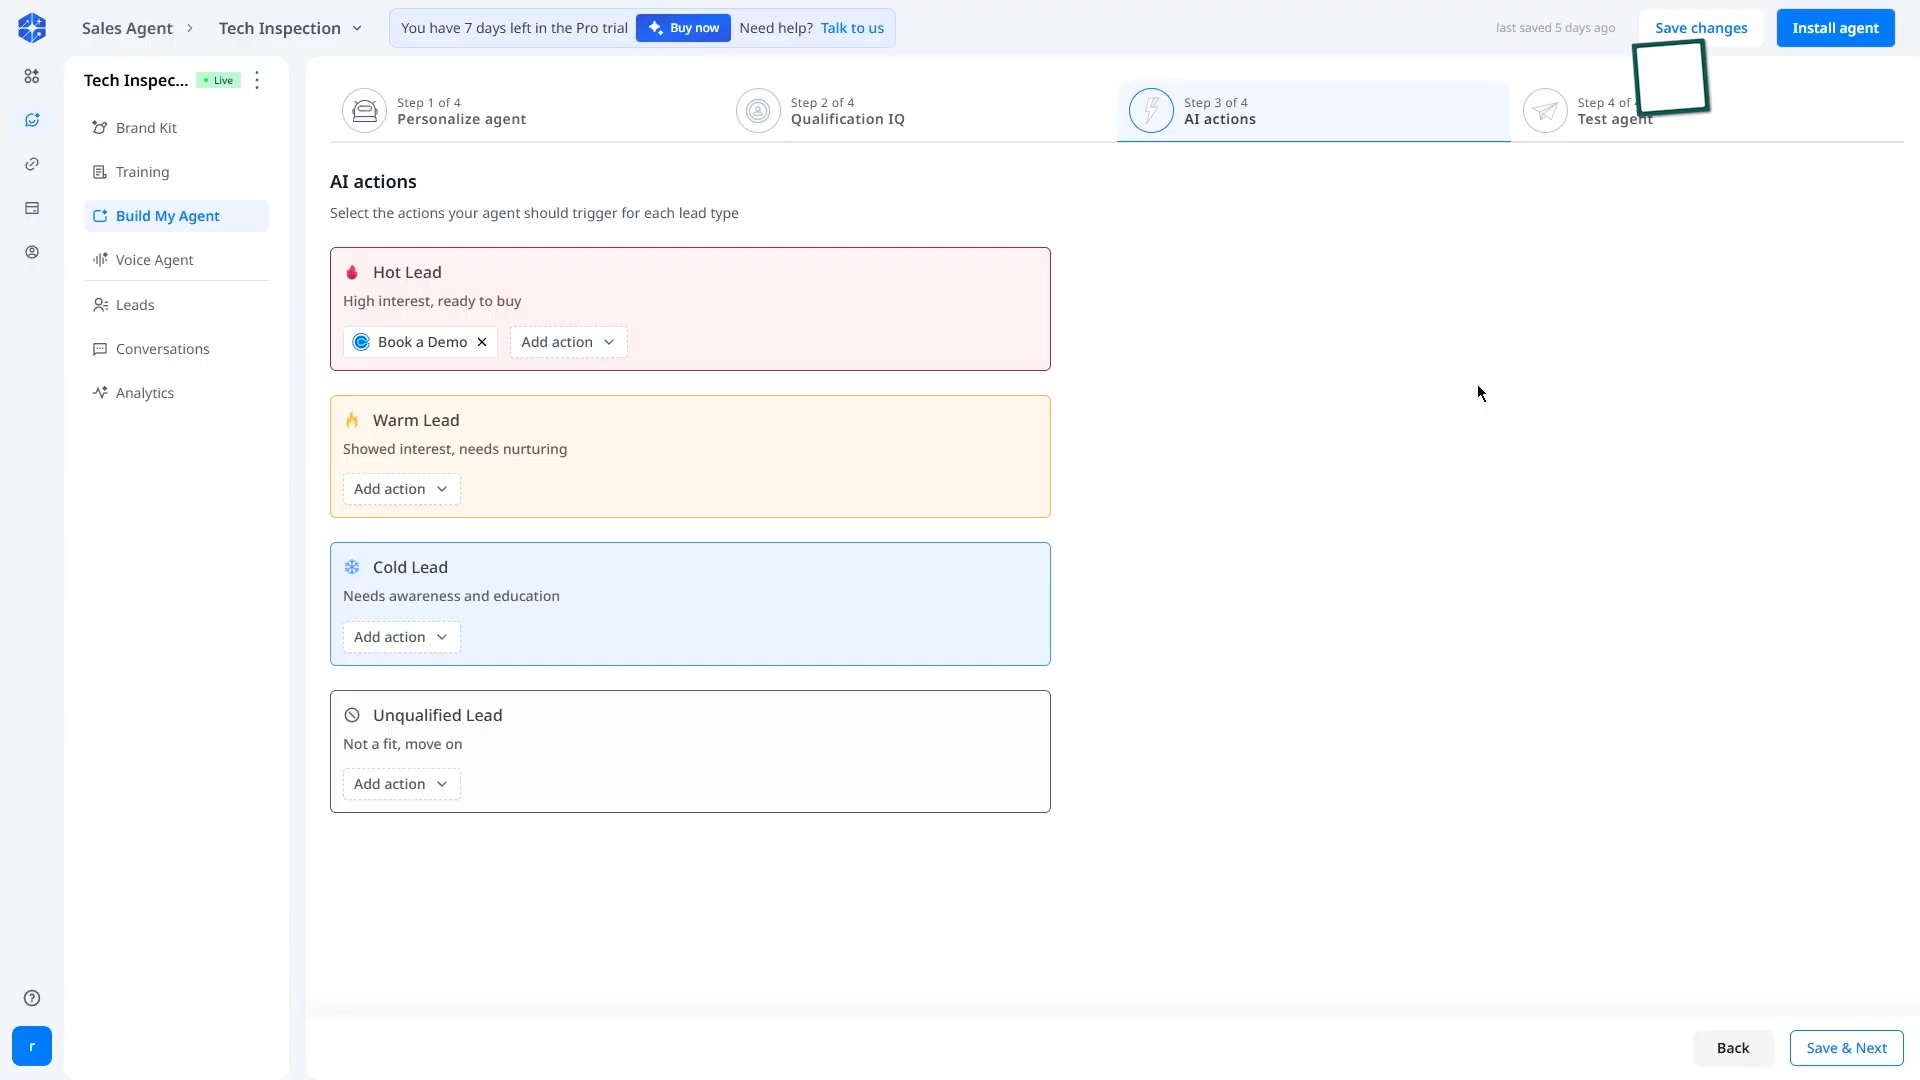 Sales Agent
Tech Inspection
You have 7 days left in the Pro trial
Buy now
Need help? Talk to us
last saved 5 days ago
Save changes
Install agent
Tech Inspec...
Live
Brand Kit
Training
Build My Agent
Voice Agent
Leads
Conversations
Analytics
r
Step 1 of 4
Personalize agent
Step 2 of 4
Qualification IQ
Step 3 of 4
AI actions
Step 4 of
Test agent
AI actions
Select the actions your agent should trigger for each lead type
Hot Lead
High interest, ready to buy
Book a Demo
Add action
Warm Lead
Showed interest, needs nurturing
Add action
Cold Lead
Needs awareness and education
Add action
Unqualified Lead
Not a fit, move on
Add action
Back
Save & Next